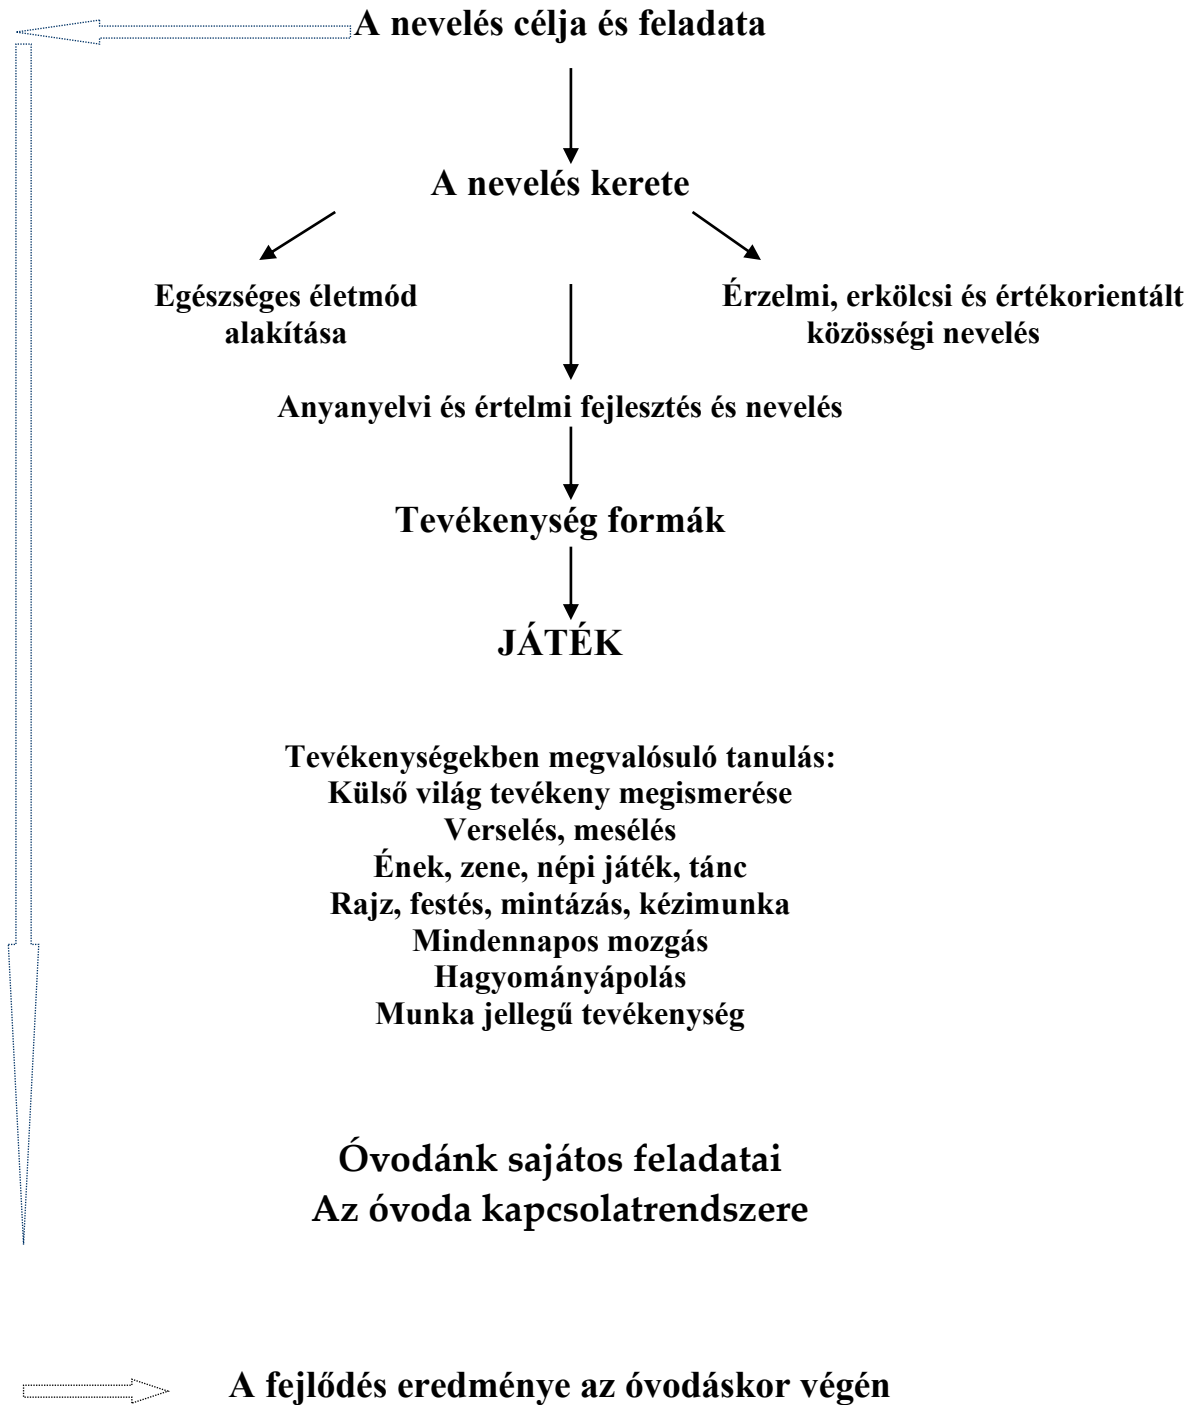 A nevelés célja és feladata
A nevelés kerete
Egészséges életmód
alakítása
Érzelmi, erkölcsi és értékorientált
közösségi nevelés
Anyanyelvi és értelmi fejlesztés és nevelés
Tevékenység formák
JÁTÉK
Tevékenységekben megvalósuló tanulás:
Külső világ tevékeny megismerése
Verselés, mesélés
Ének, zene, népi játék, tánc
Rajz, festés, mintázás, kézimunka
Mindennapos mozgás
Hagyományápolás
Munka jellegű tevékenység
Óvodánk sajátos feladatai
Az óvoda kapcsolatrendszere
A fejlődés eredménye az óvodáskor végén